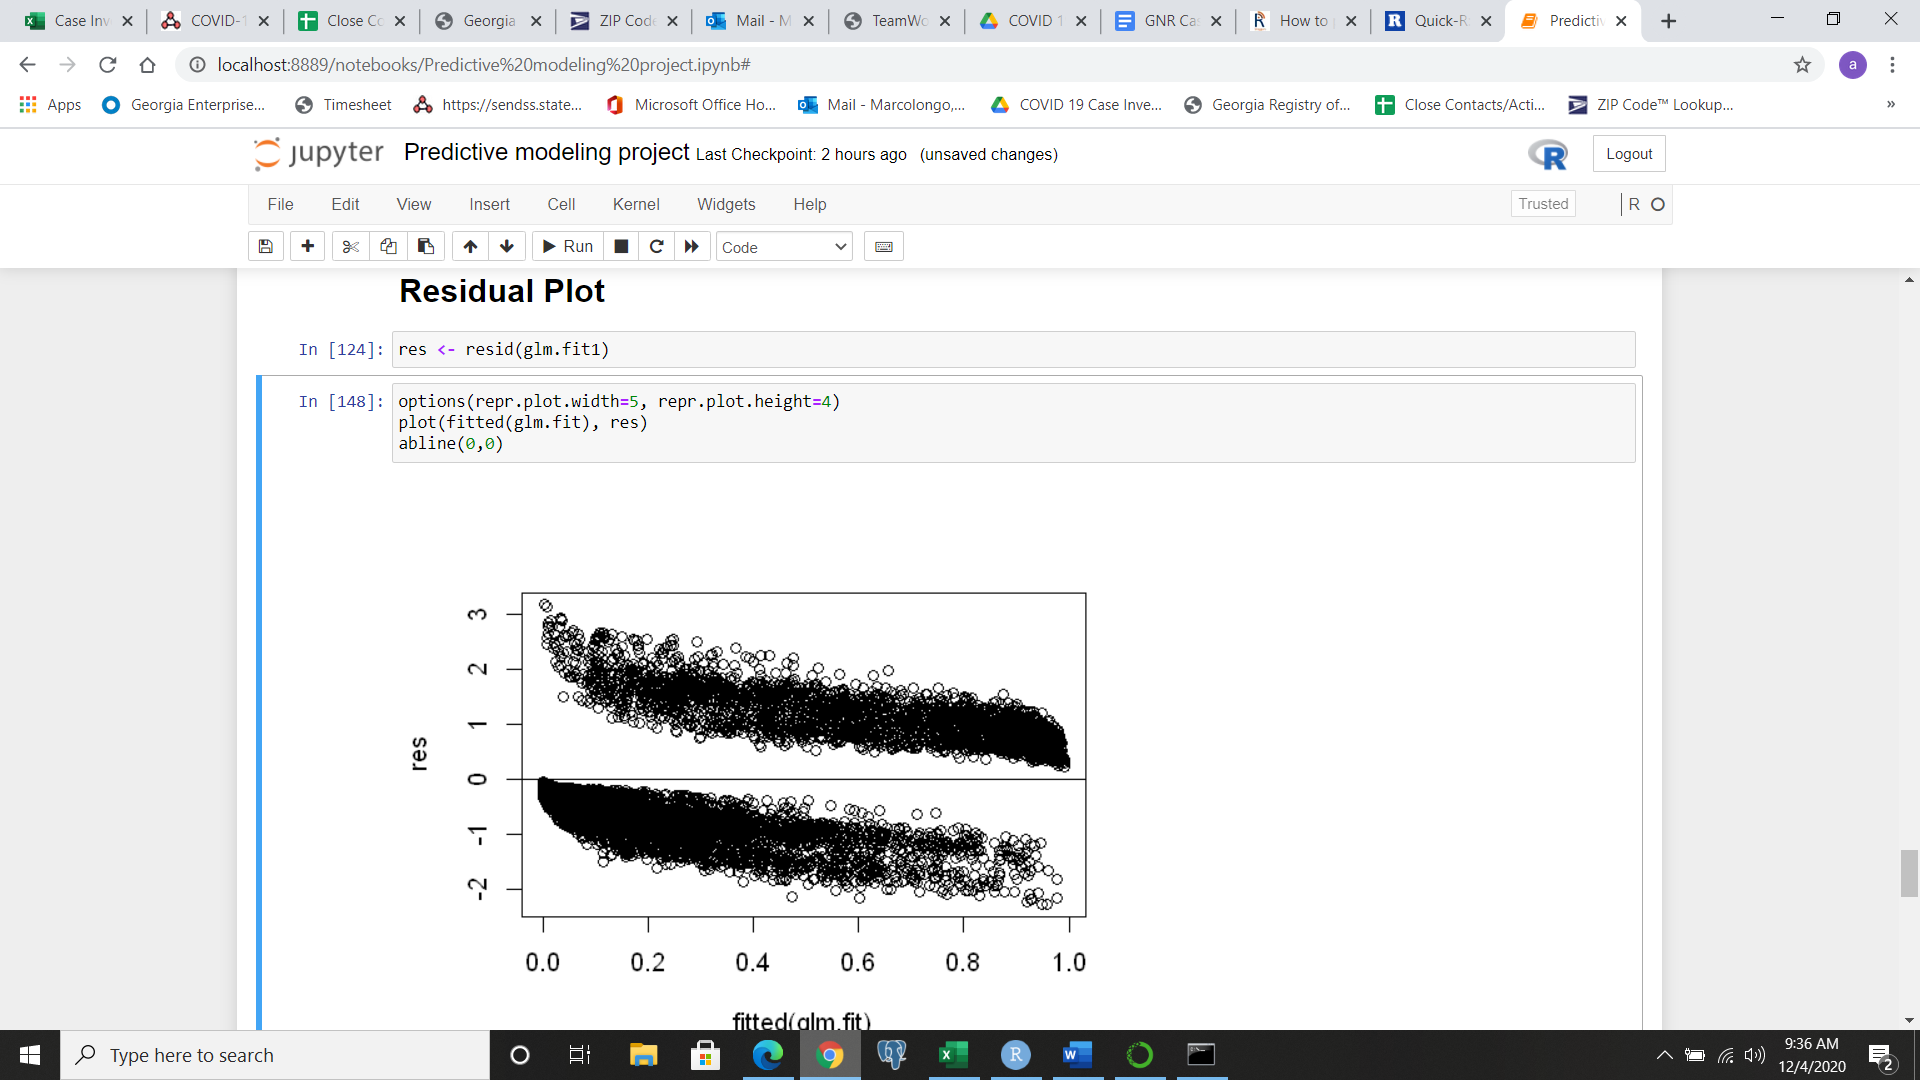 Case Inv
COVID-1
Close Co
Georgia
ZIP Code
Mail - M
TeamWo
COVID 1
GNR Cas
How to
Quick-R
Predictiv
localhost:8889/notebooks/Predictive%20modeling%20project.ipynb#
a
Apps
Georgia Enterprise...
Timesheet
https://sendss.state...
Microsoft Office Ho...
Mail - Marcolongo,...
COVID 19 Case Inve...
Georgia Registry of...
Close Contacts/Acti...
ZIP Code™ Lookup...
»
jupyter Predictive modeling project Last Checkpoint: 2 hours ago (unsaved changes)
R
Logout
File Edit View Insert Cell Kernel Widgets Help
Trusted
R
Run
Code
Residual Plot
In [124]: res <- resid(glm.fit1)
In [148]: options(repr.plot.width=5, repr.plot.height=4)
plot(fitted(glm.fit), res)
abline(0,0)
3
2
1
0
-1
-2
res
0.0 0.2 0.4 0.6 0.8 1.0
fitted(glm.fit)
Type here to search
9:36 AM
12/4/2020
2